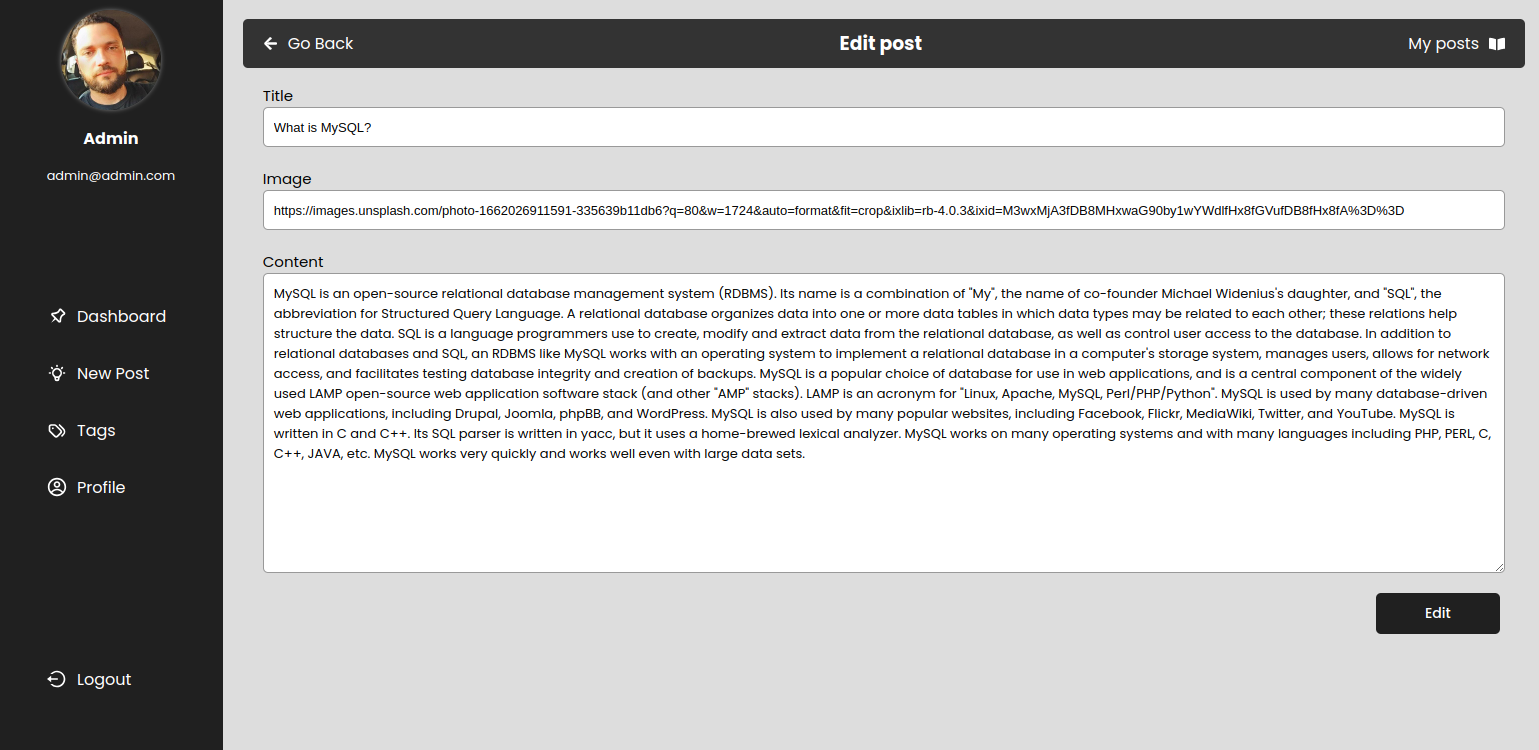 Admin
admin@admin.com
Dashboard
New Post
Tags
Profile
Logout
Go Back
Edit post
My posts
Title
What is MySQL?
Image
https://images.unsplash.com/photo-1662026911591-335639b11db6?q=80&w=1724&auto=format&fit=crop&ixlib=rb-4.0.3&ixid=M3wxMjA3fDB8MHxwaG90by1wYWdlfHx8fGVufDB8fHx8fA%3D%3D
Content
MySQL is an open-source relational database management system (RDBMS). Its name is a combination of "My", the name of co-founder Michael Widenius's daughter, and "SQL", the
abbreviation for Structured Query Language. A relational database organizes data into one or more data tables in which data types may be related to each other; these relations help
structure the data. SQL is a language programmers use to create, modify and extract data from the relational database, as well as control user access to the database. In addition to
relational databases and SQL, an RDBMS like MySQL works with an operating system to implement a relational database in a computer's storage system, manages users, allows for network
access, and facilitates testing database integrity and creation of backups. MySQL is a popular choice of database for use in web applications, and is a central component of the widely
used LAMP open-source web application software stack (and other "AMP" stacks). LAMP is an acronym for "Linux, Apache, MySQL, Perl/PHP/Python". MySQL is used by many database-driven
web applications, including Drupal, Joomla, phpBB, and WordPress. MySQL is also used by many popular websites, including Facebook, Flickr, MediaWiki, Twitter, and YouTube. MySQL is
written in C and C++. Its SQL parser is written in yacc, but it uses a home-brewed lexical analyzer. MySQL works on many operating systems and with many languages including PHP, PERL, C,
C++, JAVA, etc. MySQL works very quickly and works well even with large data sets.
Edit